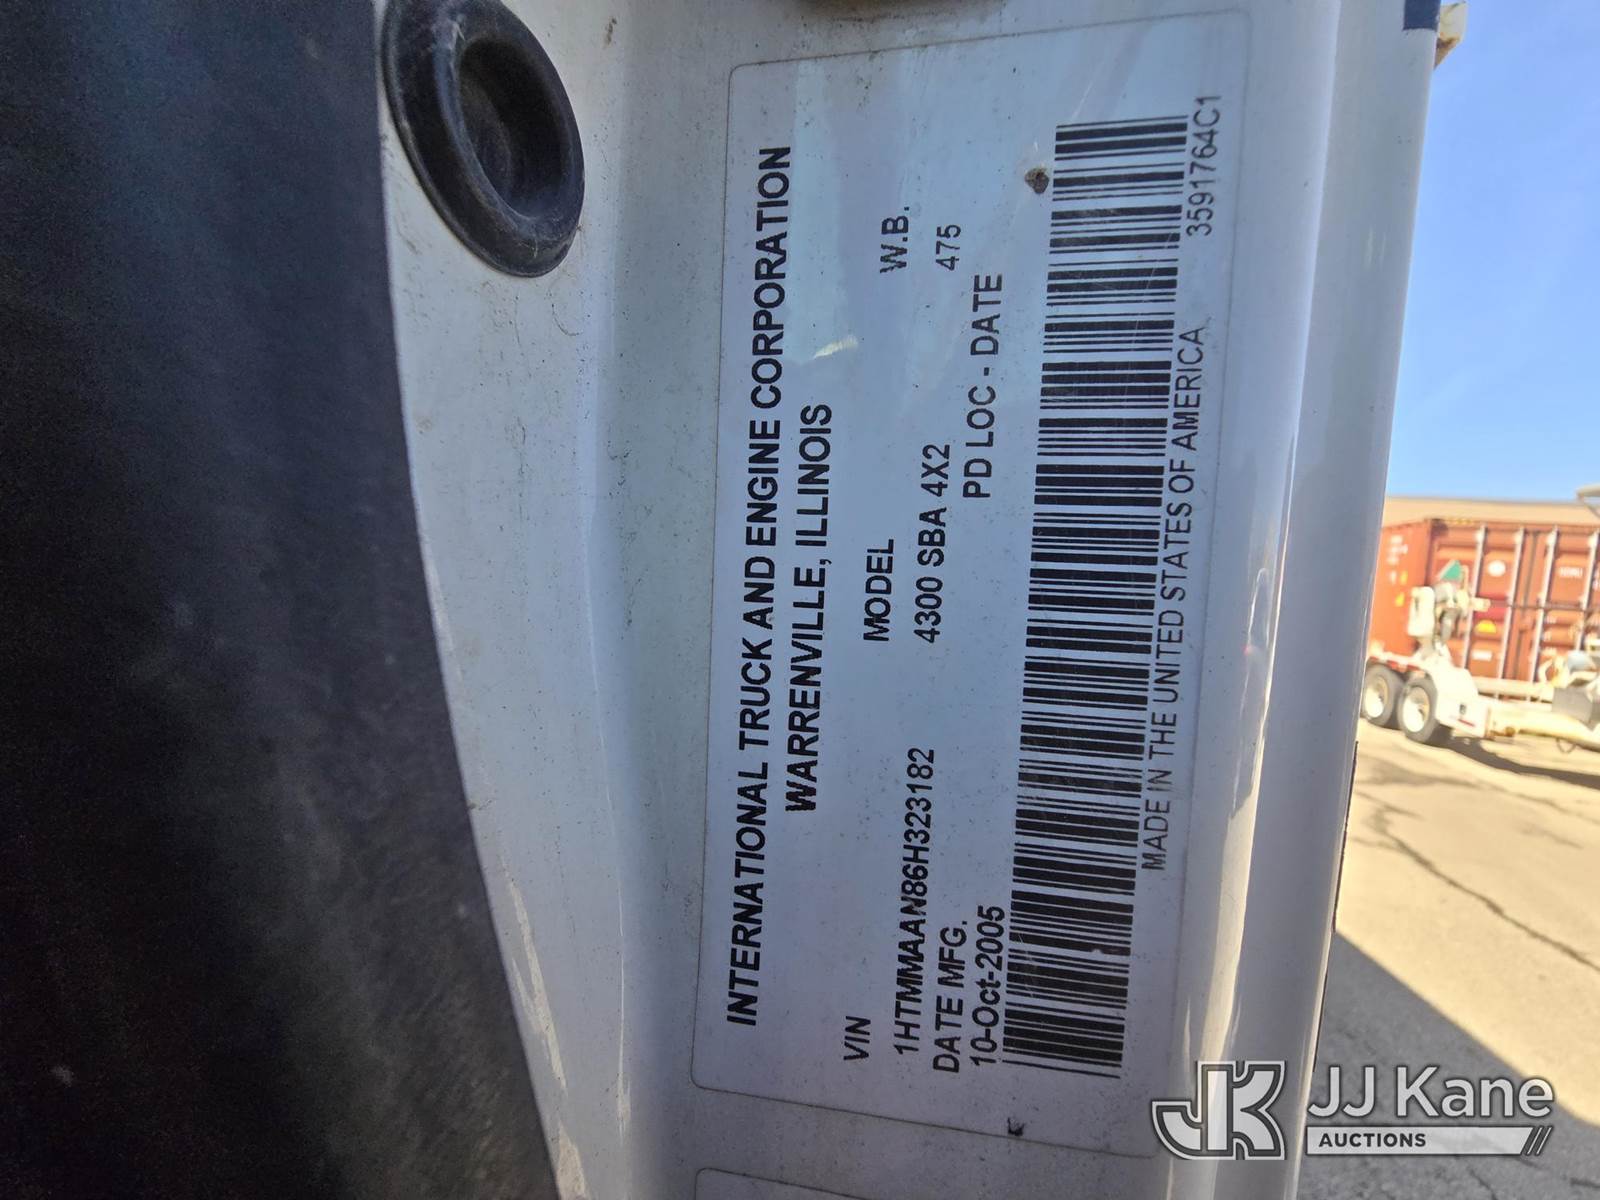 INTERNATIONAL TRUCK AND ENGINE CORPORATION
WARRENVILLE, ILLINOIS
VIN MODEL W.B.
1HTMMAAN86H323182 4300 SBA 4X2 475
DATE MFG. PD LOC - DATE
10-Oct-2005
MADE IN THE UNITED STATES OF AMERICA 3591764C1
JK JJ Kane
AUCTIONS